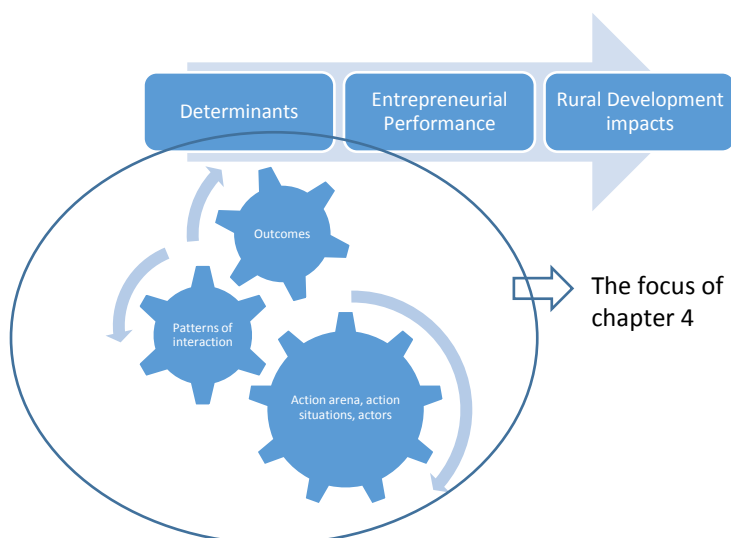 Determinants
Entrepreneurial
Performance
Rural Development
impacts
Outcomes
Patterns of
interaction
Action arena, action
situations, actors
The focus of
chapter 4